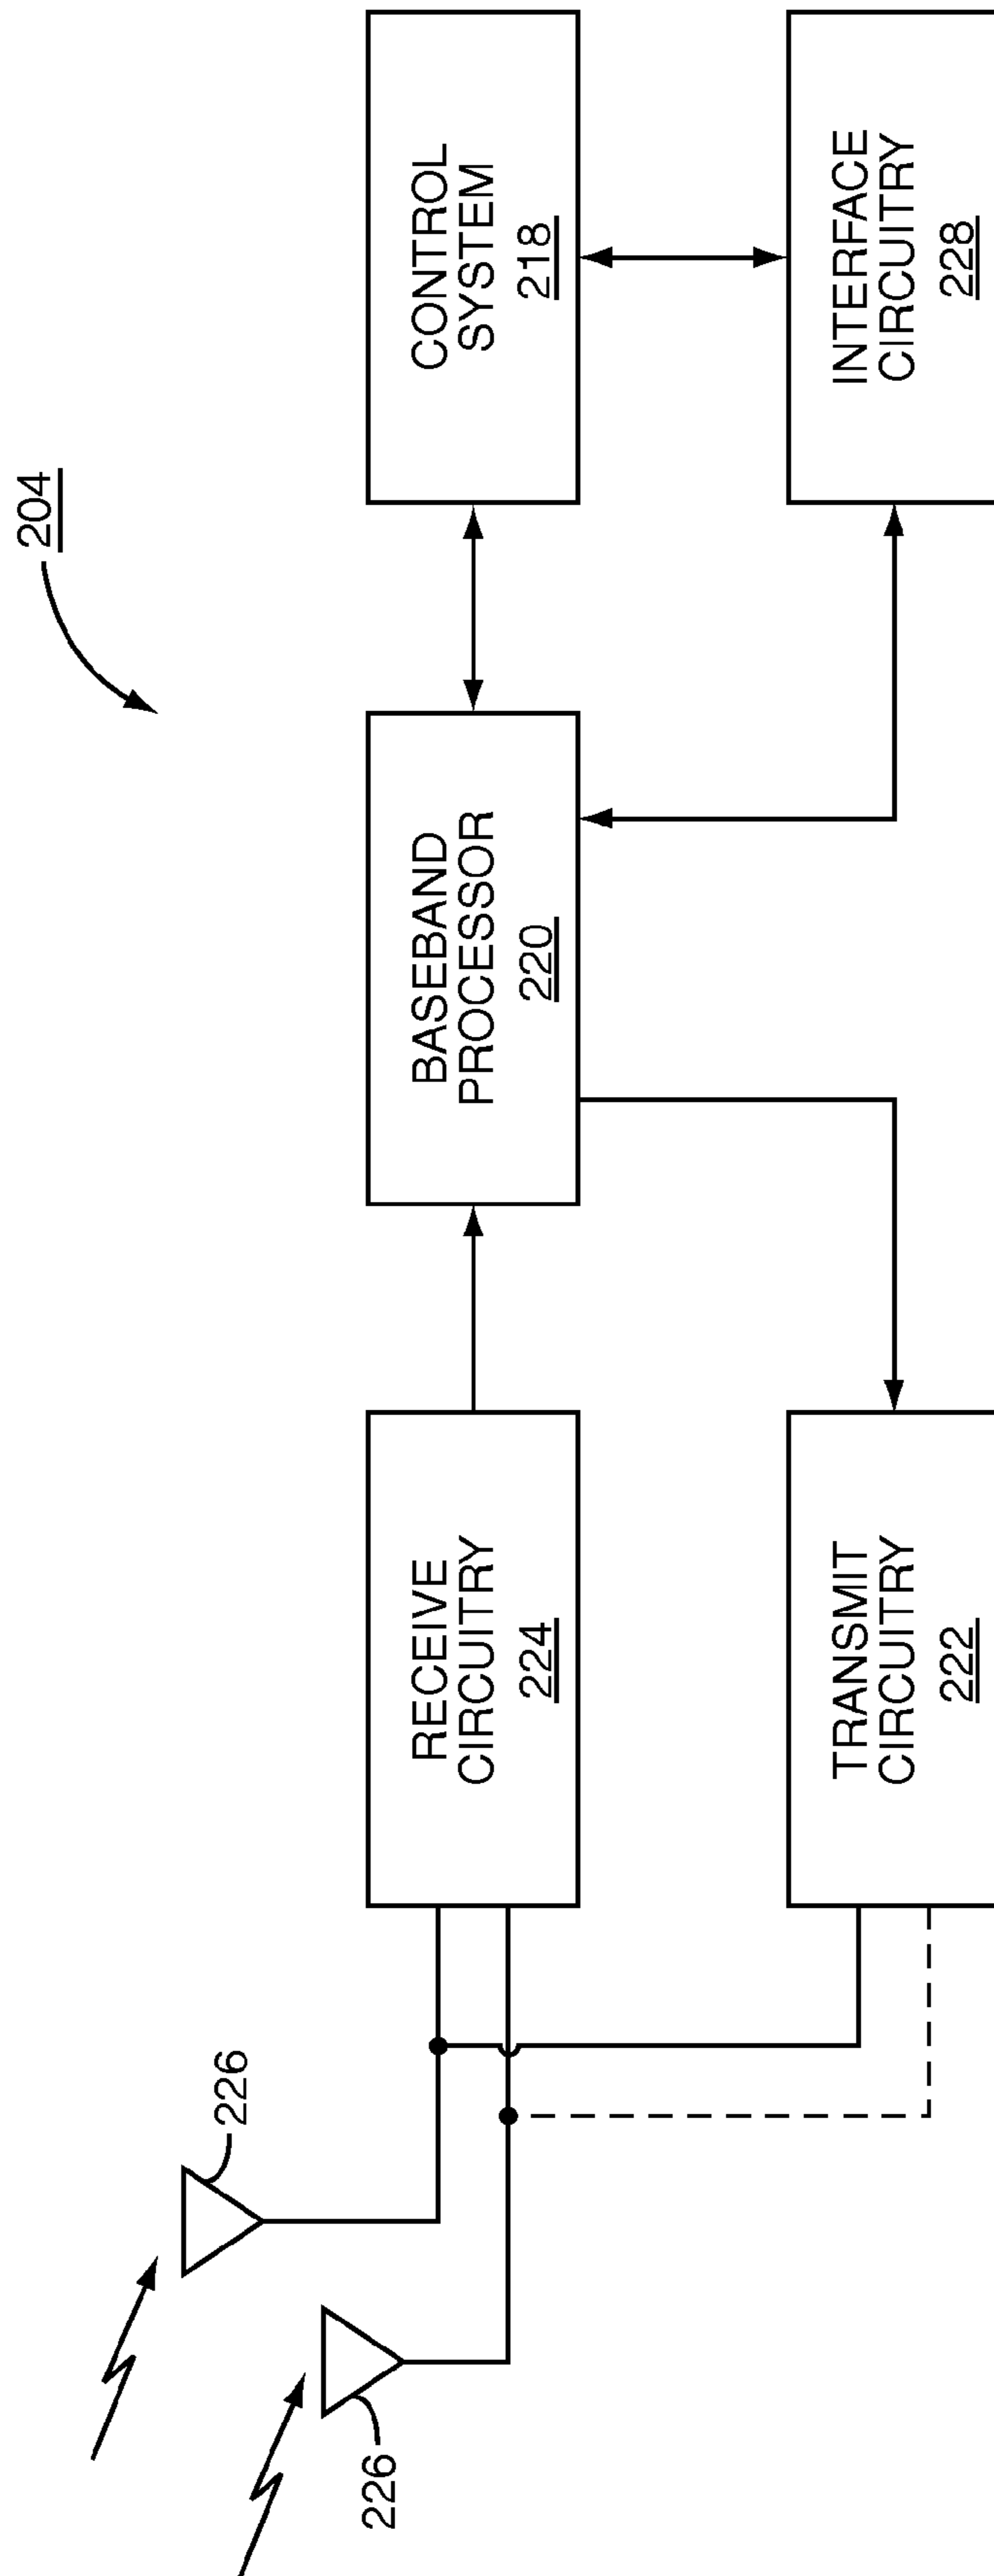 204
226
226
RECEIVE
CIRCUITRY
224
BASEBAND
PROCESSOR
220
CONTROL
SYSTEM
218
TRANSMIT
CIRCUITRY
222
INTERFACE
CIRCUITRY
228